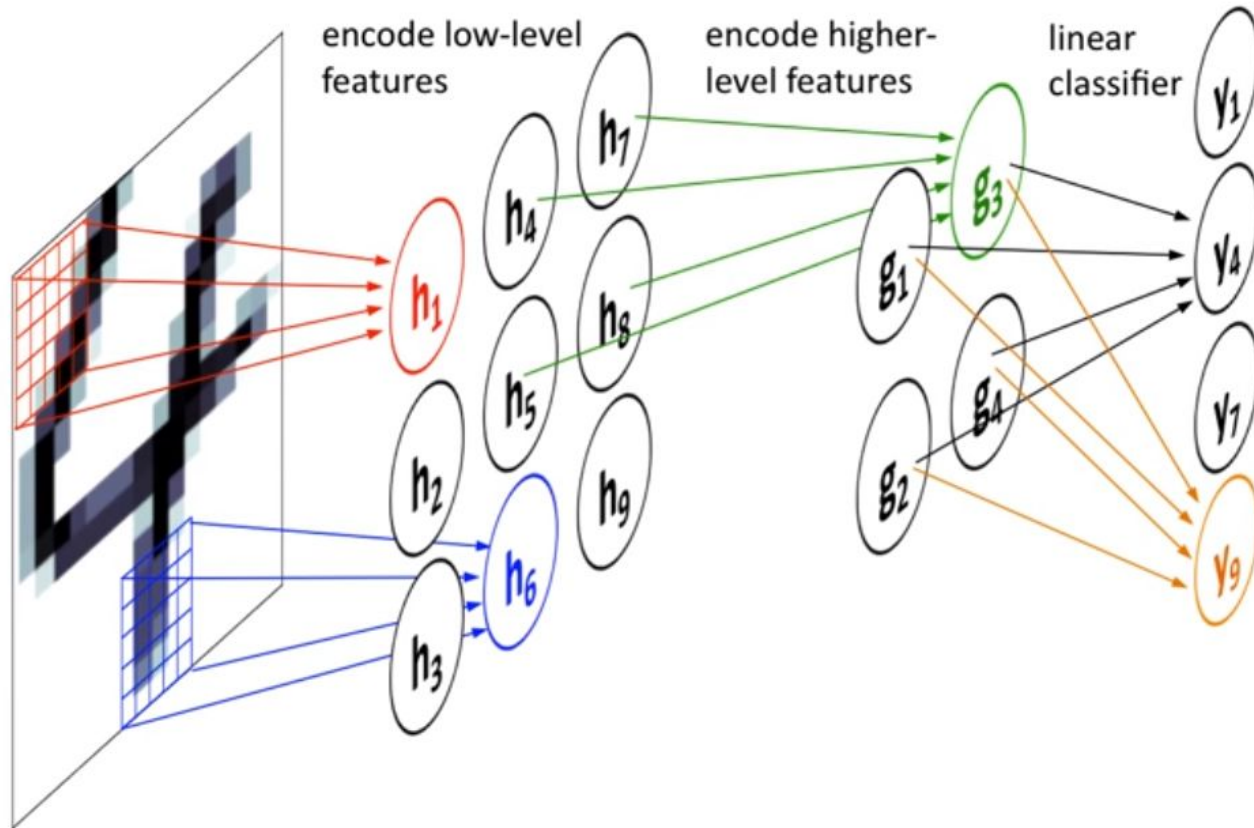 encode low-level
features
encode higher-
level features
linear
classifier
h1
h2
h3
h4
h5
h6
h7
h8
h9
g1
g2
g3
g4
y1
y4
y7
y9